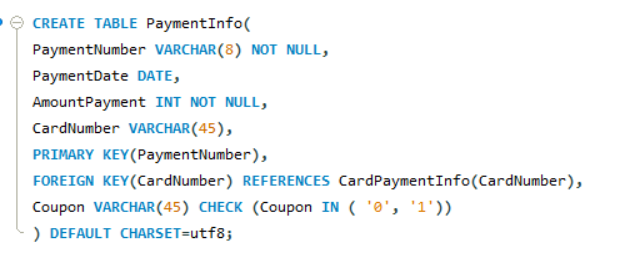 CREATE TABLE PaymentInfo(
PaymentNumber VARCHAR(8) NOT NULL,
PaymentDate DATE,
AmountPayment INT NOT NULL,
CardNumber VARCHAR(45),
PRIMARY KEY(PaymentNumber),
FOREIGN KEY(CardNumber) REFERENCES CardPaymentInfo(CardNumber),
Coupon VARCHAR(45) CHECK (Coupon IN ( '0', '1'))
) DEFAULT CHARSET=utf8;